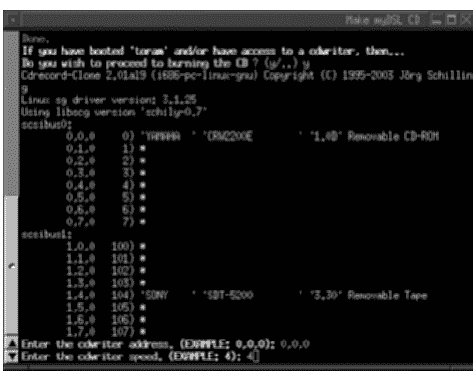 Make myDSL CD
Done.
If you have booted 'toram' and/or have access to a cdwriter, then...
Do you wish to proceed to burning the CD ? (y/..) y
Cdrecord-Clone 2.01a19 (i686-pc-linux-gnu) Copyright (C) 1995-2003 Jörg Schillin
g
Linux sg driver version: 3.1.25
Using libscg version 'schily-0.7'
scsibus0:
0,0,0 0) 'YAMAHA ' 'CRW2200E ' '1.0D' Removable CD-ROM
0,1,0 1) *
0,2,0 2) *
0,3,0 3) *
0,4,0 4) *
0,5,0 5) *
0,6,0 6) *
0,7,0 7) *
scsibus1:
1,0,0 100) *
1,1,0 101) *
1,2,0 102) *
1,3,0 103) *
1,4,0 104) 'SONY ' 'SDT-5200 ' '3.30' Removable Tape
1,5,0 105) *
1,6,0 106) *
1,7,0 107) *
Enter the cdwriter address, (EXAMPLE: 0,0,0): 0,0,0
Enter the cdwriter speed, (EXAMPLE: 4): 4